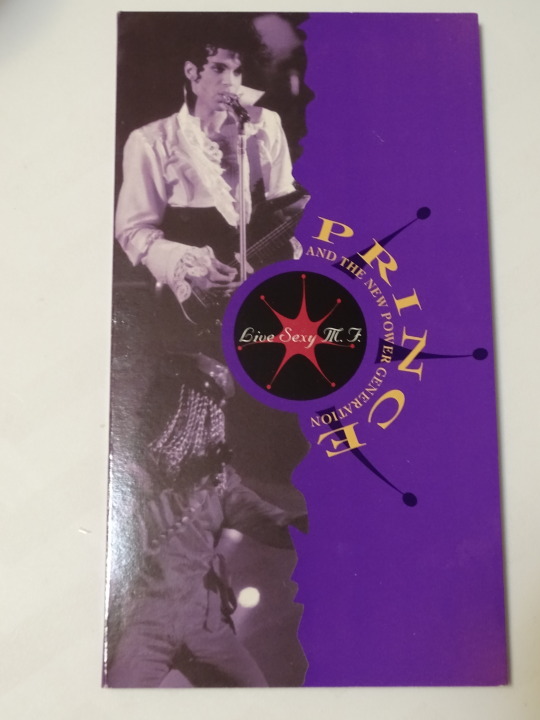 PRINCE
AND THE NEW POWER GENERATION
Live Sexy M.F.